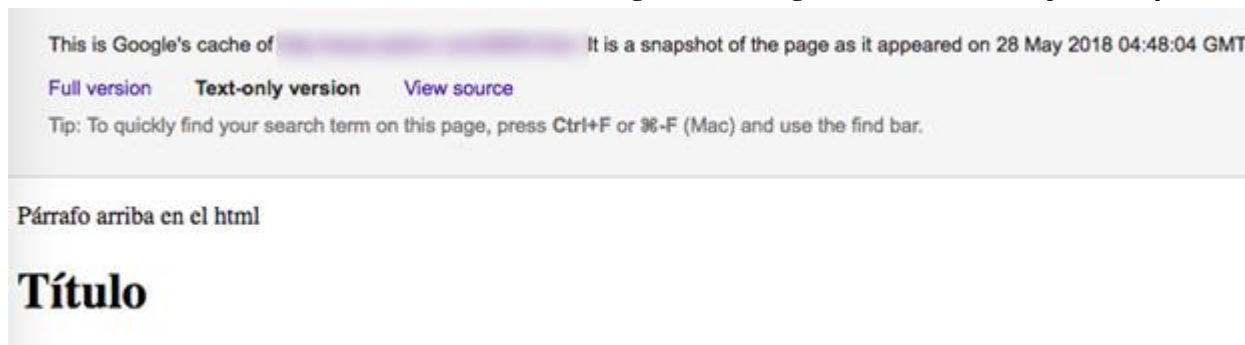 This is Google's cache of It is a snapshot of the page as it appeared on 28 May 2018 04:48:04 GMT
Full version Text-only version View source
Tip: To quickly find your search term on this page, press Ctrl+F or ⌘-F (Mac) and use the find bar.
Párrafo arriba en el html
Título